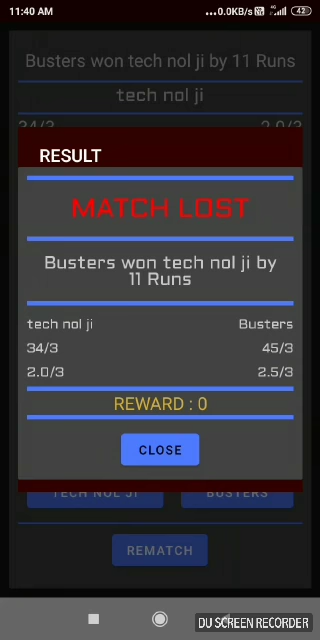 11:40 AM
...0.0KB/s 4G 42
Busters won tech nol ji by 11 Runs
tech nol ji
34/3 2.0/3
RESULT
MATCH LOST
Busters won tech nol ji by
11 Runs
tech nol ji Busters
34/3 45/3
2.0/3 2.5/3
REWARD : 0
CLOSE
TECH NOL JI BUSTERS
REMATCH
DU SCREEN RECORDER